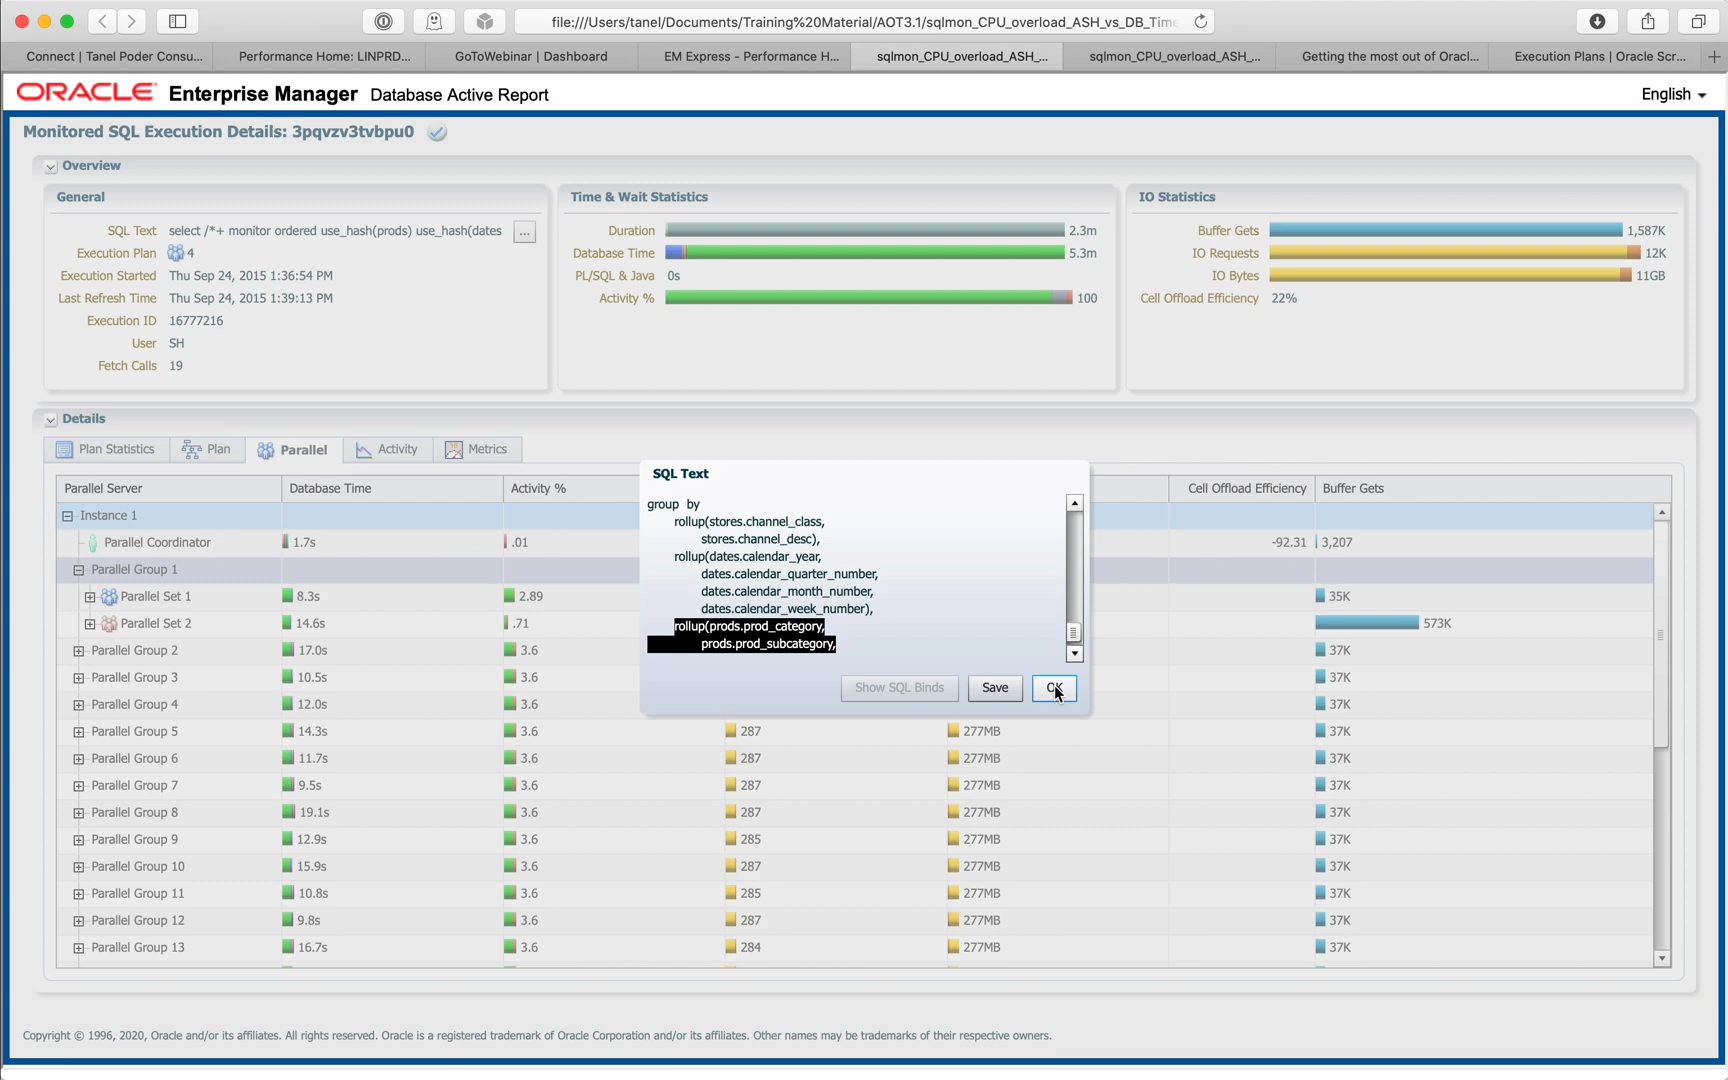 file:///Users/tanel/Documents/Training%20Material/AOT3.1/sqlmon_CPU_overload_ASH_vs_DB_Time
Connect | Tanel Poder Consu...
Performance Home: LINPRD...
GoToWebinar | Dashboard
EM Express - Performance H...
sqlmon_CPU_overload_ASH_...
sqlmon_CPU_overload_ASH_...
Getting the most out of Oracl...
Execution Plans | Oracle Scr...
ORACLE Enterprise Manager Database Active Report
English
Monitored SQL Execution Details: 3pqvzv3tvbpu0
Overview
General
SQL Text select /*+ monitor ordered use_hash(prods) use_hash(dates ...
Execution Plan 4
Execution Started Thu Sep 24, 2015 1:36:54 PM
Last Refresh Time Thu Sep 24, 2015 1:39:13 PM
Execution ID 16777216
User SH
Fetch Calls 19
Time & Wait Statistics
Duration 2.3m
Database Time 5.3m
PL/SQL & Java 0s
Activity % 100
IO Statistics
Buffer Gets 1,587K
IO Requests 12K
IO Bytes 11GB
Cell Offload Efficiency 22%
Details
Plan Statistics Plan Parallel Activity Metrics
Parallel Server Database Time Activity % Cell Offload Efficiency Buffer Gets
Instance 1
Parallel Coordinator 1.7s .01 -92.31 3,207
Parallel Group 1
Parallel Set 1 8.3s 2.89 35K
Parallel Set 2 14.6s .71 573K
Parallel Group 2 17.0s 3.6 37K
Parallel Group 3 10.5s 3.6 37K
Parallel Group 4 12.0s 3.6 37K
Parallel Group 5 14.3s 3.6 287 277MB 37K
Parallel Group 6 11.7s 3.6 287 277MB 37K
Parallel Group 7 9.5s 3.6 287 277MB 37K
Parallel Group 8 19.1s 3.6 287 277MB 37K
Parallel Group 9 12.9s 3.6 285 277MB 37K
Parallel Group 10 15.9s 3.6 287 277MB 37K
Parallel Group 11 10.8s 3.6 285 277MB 37K
Parallel Group 12 9.8s 3.6 287 277MB 37K
Parallel Group 13 16.7s 3.6 284 277MB 37K
SQL Text
group by
rollup(stores.channel_class,
stores.channel_desc),
rollup(dates.calendar_year,
dates.calendar_quarter_number,
dates.calendar_month_number,
dates.calendar_week_number),
rollup(prods.prod_category,
prods.prod_subcategory,
Show SQL Binds Save OK
Copyright © 1996, 2020, Oracle and/or its affiliates. All rights reserved. Oracle is a registered trademark of Oracle Corporation and/or its affiliates. Other names may be trademarks of their respective owners.